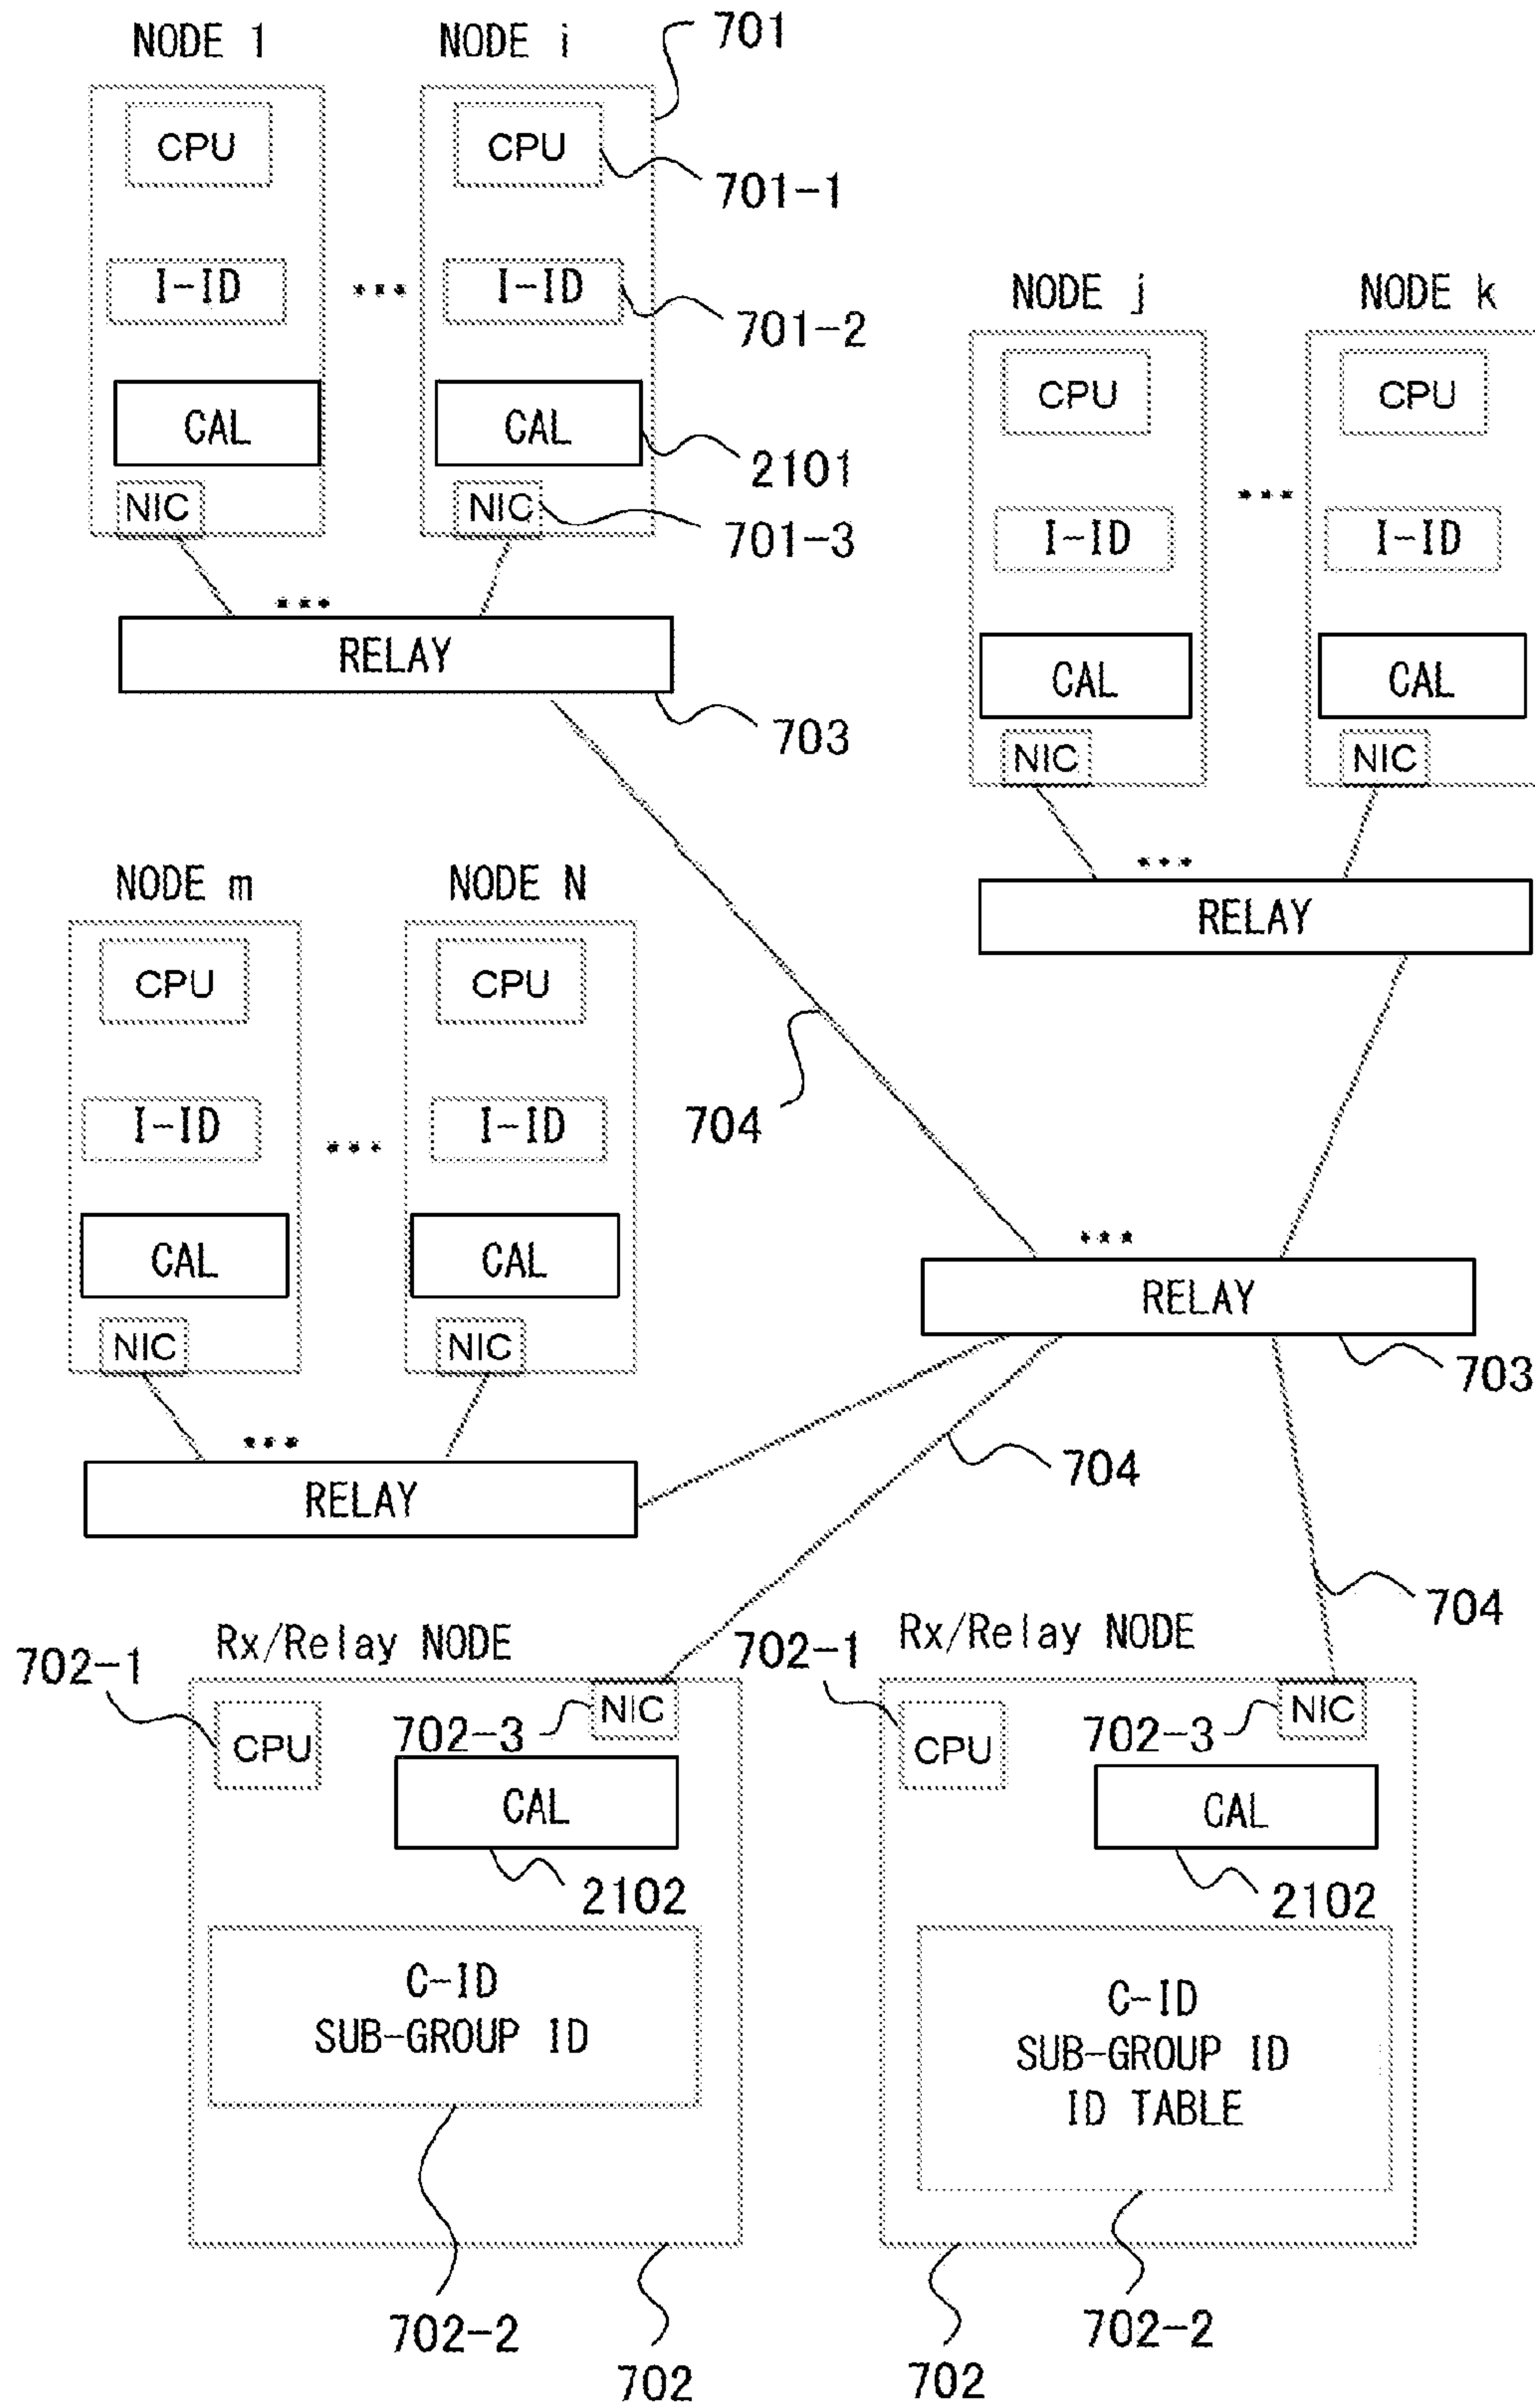 NODE 1
NODE i
701
CPU
CPU
701-1
I-ID
...
I-ID
701-2
CAL
CAL
2101
NIC
NIC
701-3
...
RELAY
703
NODE j
NODE k
CPU
CPU
...
I-ID
I-ID
CAL
CAL
NIC
NIC
...
RELAY
NODE m
NODE N
CPU
CPU
704
I-ID
...
I-ID
CAL
CAL
NIC
NIC
...
RELAY
...
RELAY
703
704
704
Rx/Relay NODE
702-1
NIC
702-3
CPU
CAL
2102
C-ID
SUB-GROUP ID
702-2
702
Rx/Relay NODE
702-1
NIC
702-3
CPU
CAL
2102
C-ID
SUB-GROUP ID
ID TABLE
702-2
702